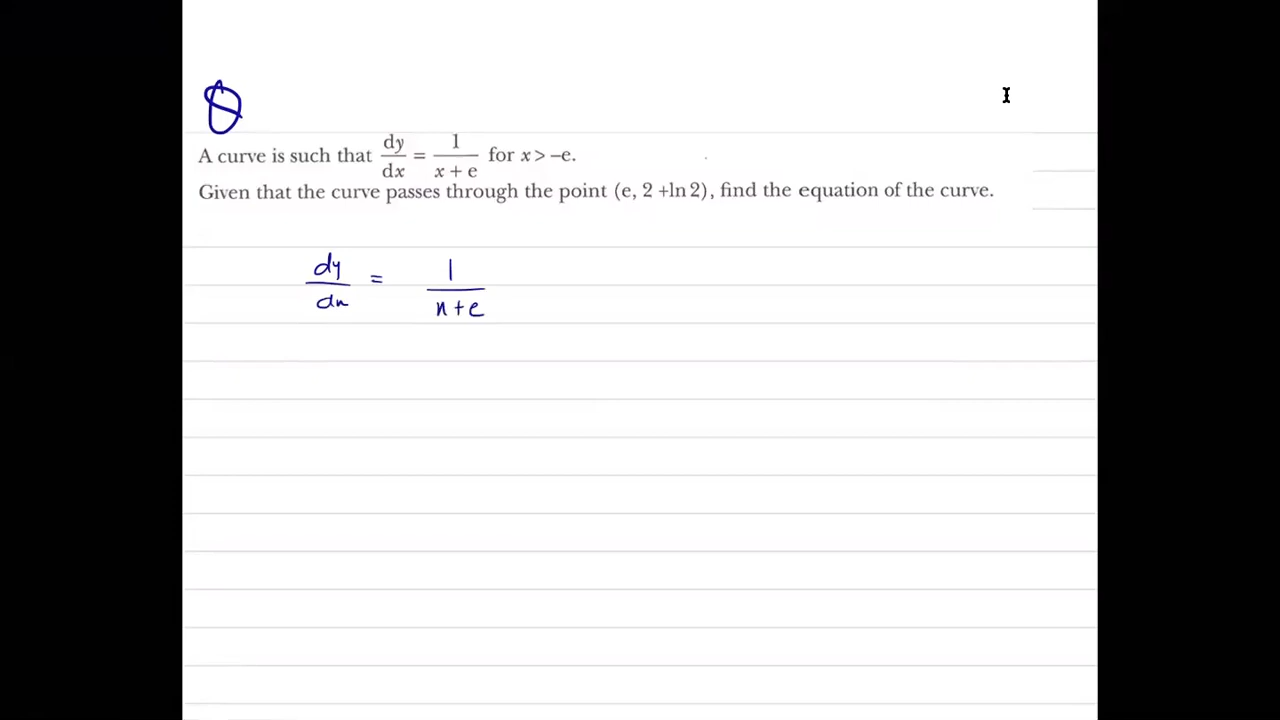 A curve is such that dy/dx = 1/(x + e) for x > –e.
Given that the curve passes through the point (e, 2 +ln 2), find the equation of the curve.
dy/dn = 1/(n+e)